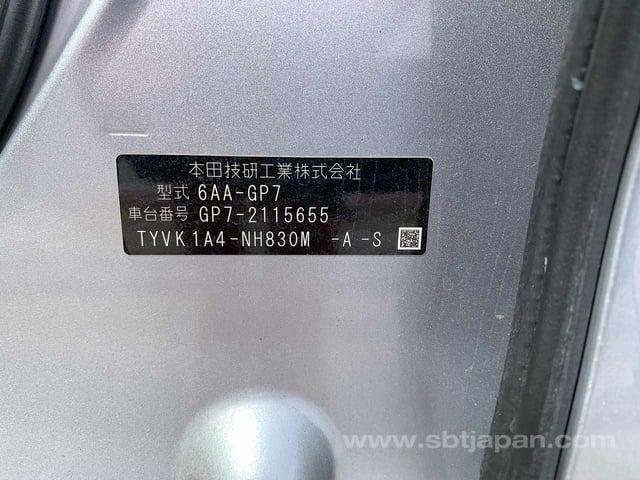 本田技研工業株式会社
型式 6AA-GP7
車台番号 GP7-2115655
TYVK1A4-NH830M -A -S
www.sbtjapan.com